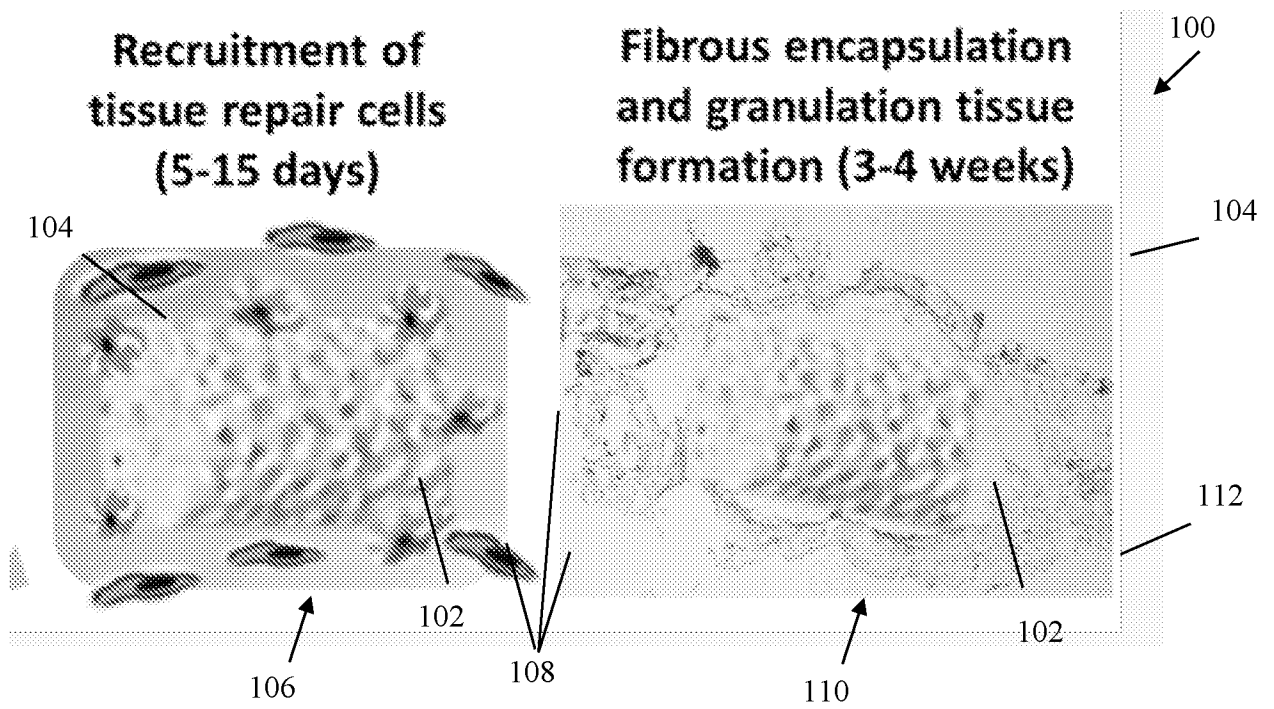 Recruitment of
tissue repair cells
(5-15 days)
Fibrous encapsulation
and granulation tissue
formation (3-4 weeks)
100
104
104
112
102
102
108
106
110